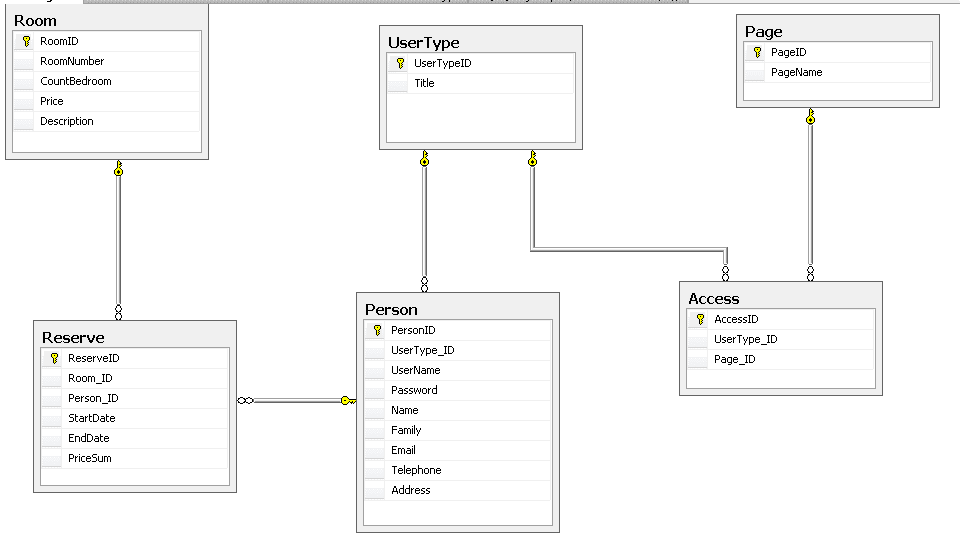 Room
RoomID
RoomNumber
CountBedroom
Price
Description
UserType
UserTypeID
Title
Page
PageID
PageName
Reserve
ReserveID
Room_ID
Person_ID
StartDate
EndDate
PriceSum
Person
PersonID
UserType_ID
UserName
Password
Name
Family
Email
Telephone
Address
Access
AccessID
UserType_ID
Page_ID